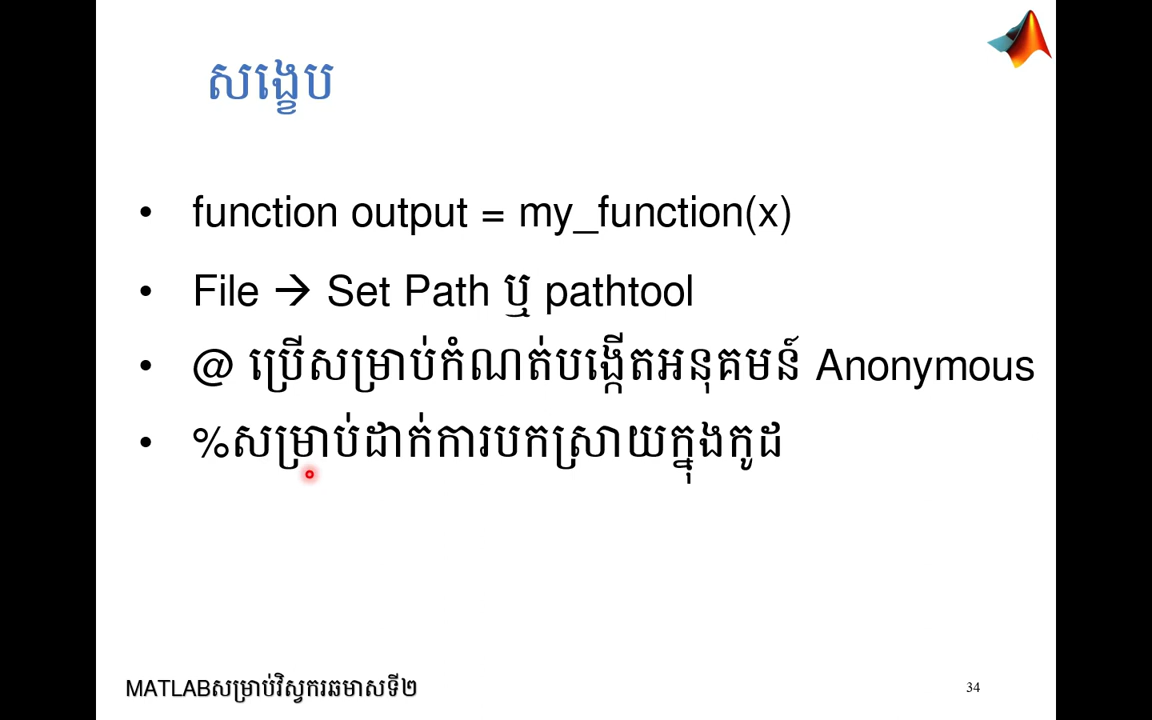 សង្ខេប
• function output = my_function(x)
• File → Set Path ឬ pathtool
• @ ប្រើសម្រាប់កំណត់បង្កើតអនុគមន៍ Anonymous
• %សម្រាប់ដាក់ការបកស្រាយក្នុងកូដ
MATLABសម្រាប់វិស្វករឆមាសទី២
34